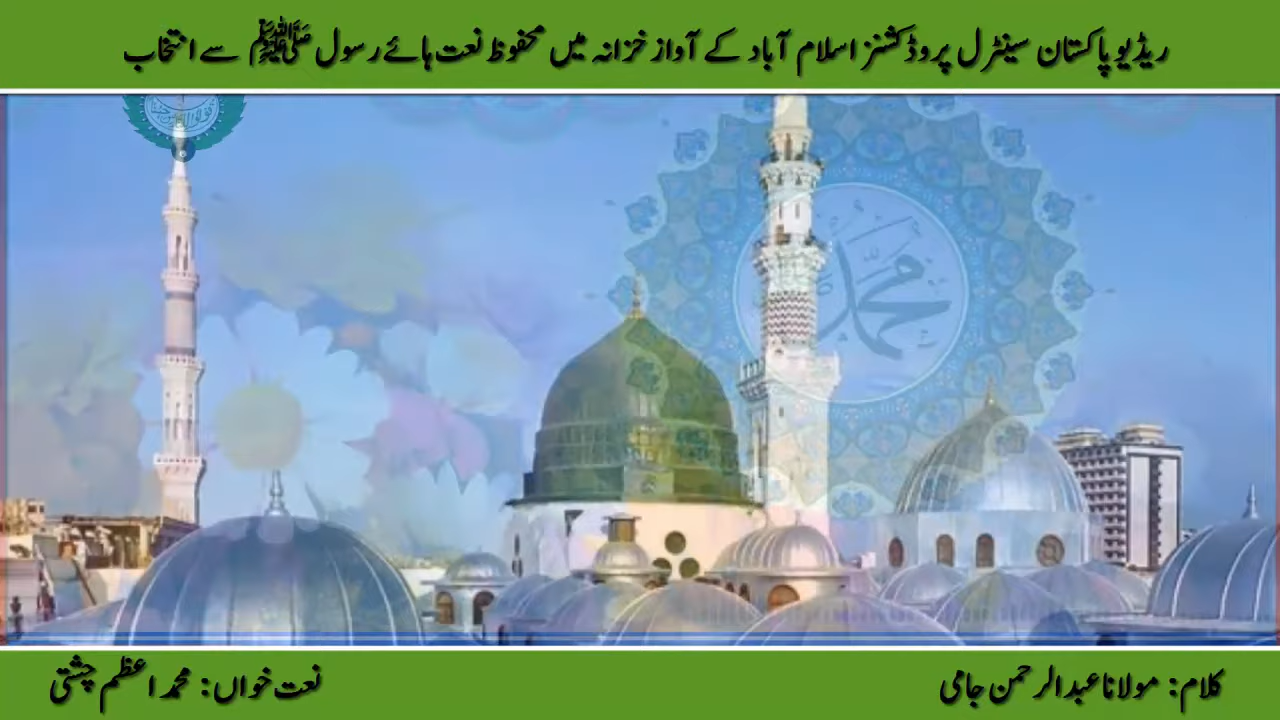 ریڈیو پاکستان سینٹرل پروڈکشنز اسلام آباد کے آواز خزانہ میں محفوظ نعت ہائے رسول ﷺ سے انتخاب
محمد
کلام: مولانا عبدالرحمن جامی
نعت خواں: محمد اعظم چشتی